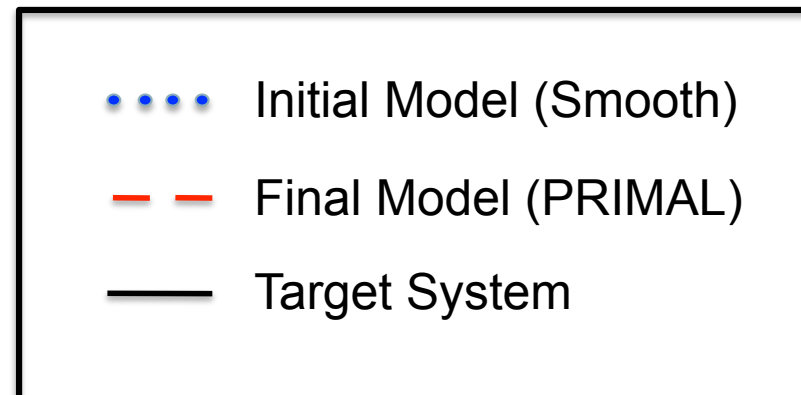 Initial Model (Smooth)
Final Model (PRIMAL)
Target System